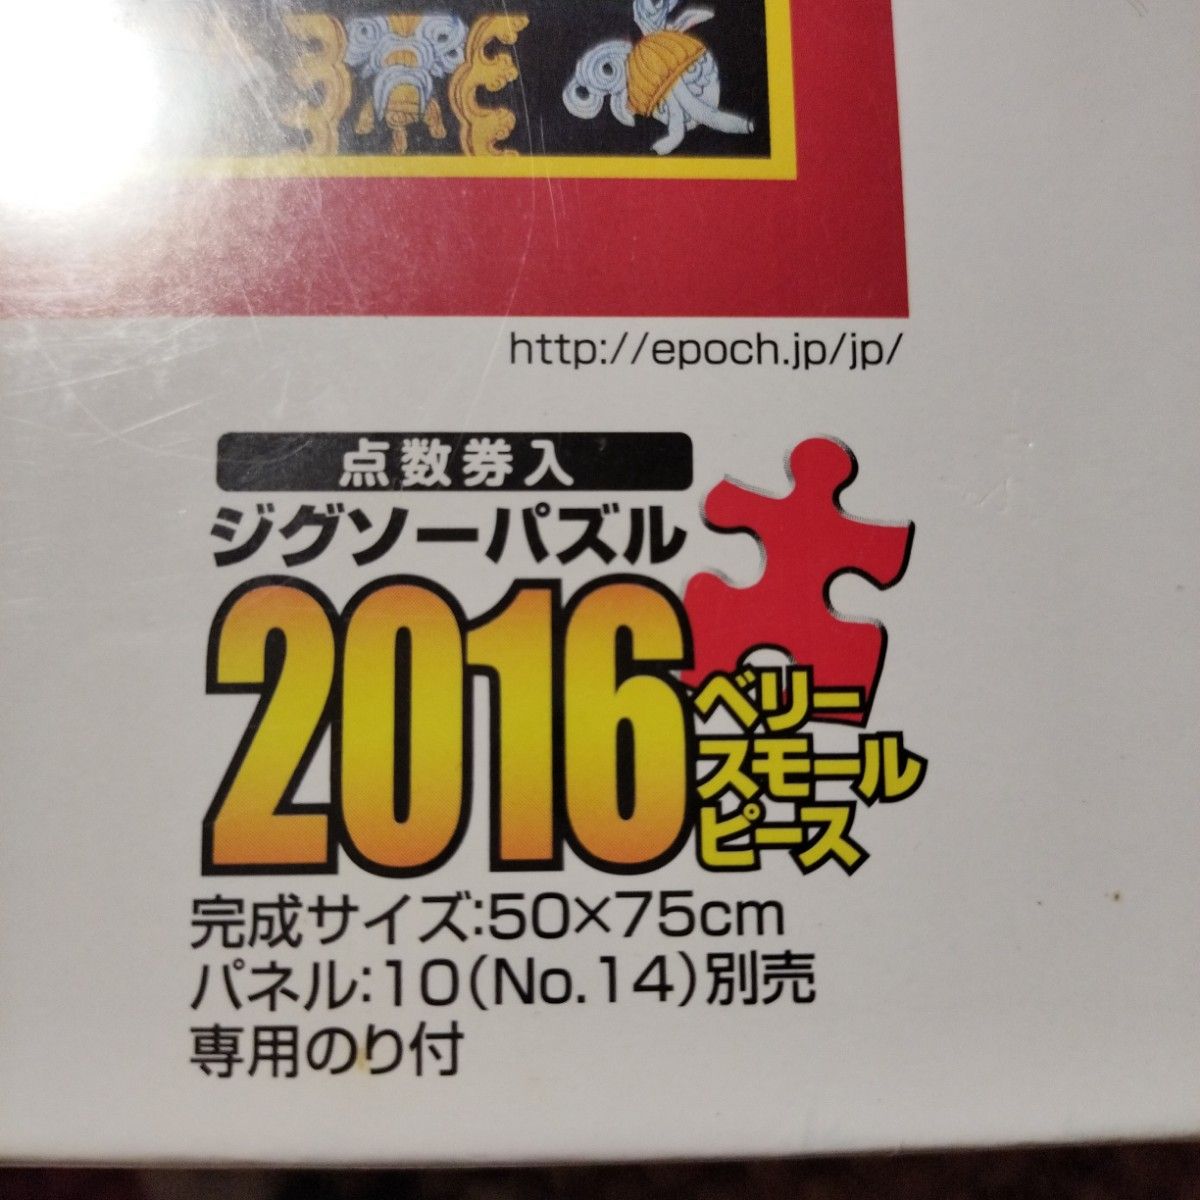 http://epoch.jp/jp/
点数券入
ジグソーパズル
2016
ベリー
スモール
ピース
完成サイズ:50×75cm
パネル:10(No.14)別売
専用のり付